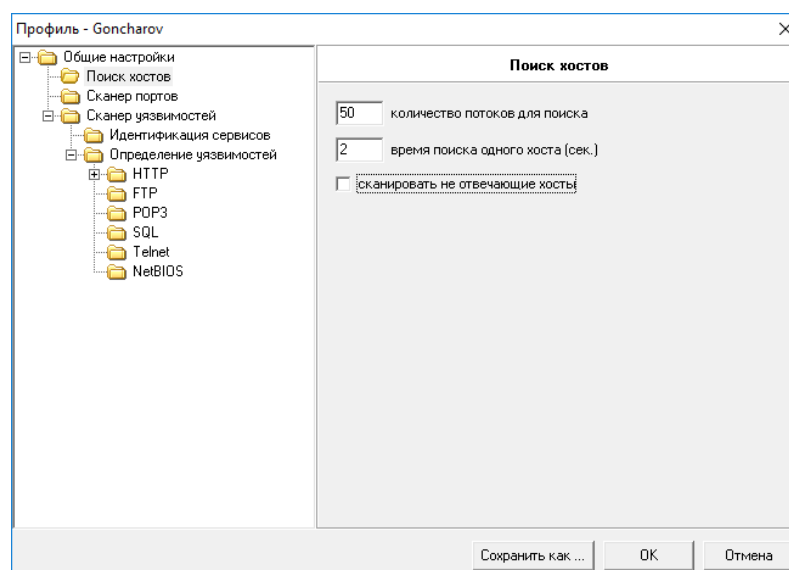 Профиль - Goncharov
Общие настройки
Поиск хостов
Сканер портов
Сканер уязвимостей
Идентификация сервисов
Определение уязвимостей
HTTP
FTP
POP3
SQL
Telnet
NetBIOS
Поиск хостов
50 количество потоков для поиска
2 время поиска одного хоста (сек.)
сканировать не отвечающие хосты
Сохранить как ... OK Отмена